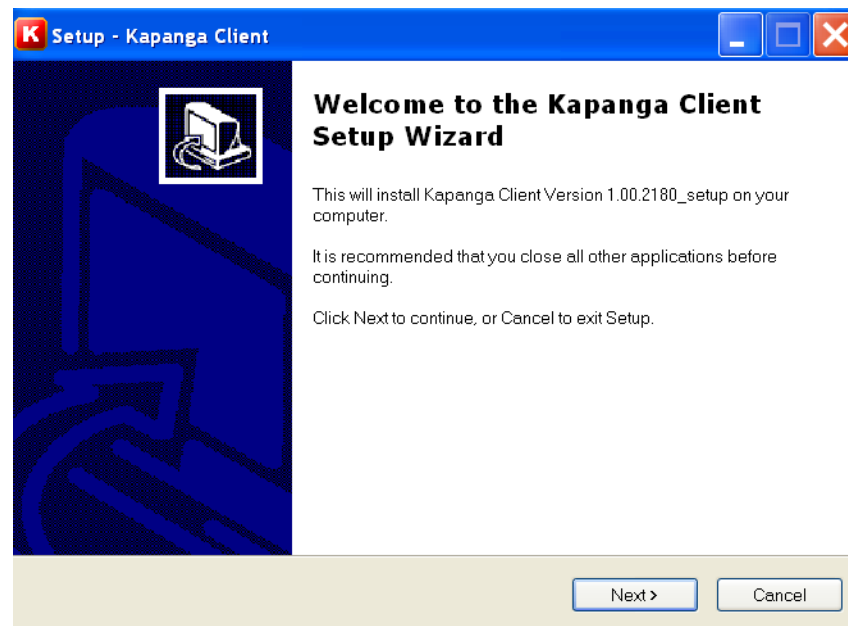 K Setup - Kapanga Client
Welcome to the Kapanga Client
Setup Wizard
This will install Kapanga Client Version 1.00.2180_setup on your
computer.
It is recommended that you close all other applications before
continuing.
Click Next to continue, or Cancel to exit Setup.
Next >
Cancel